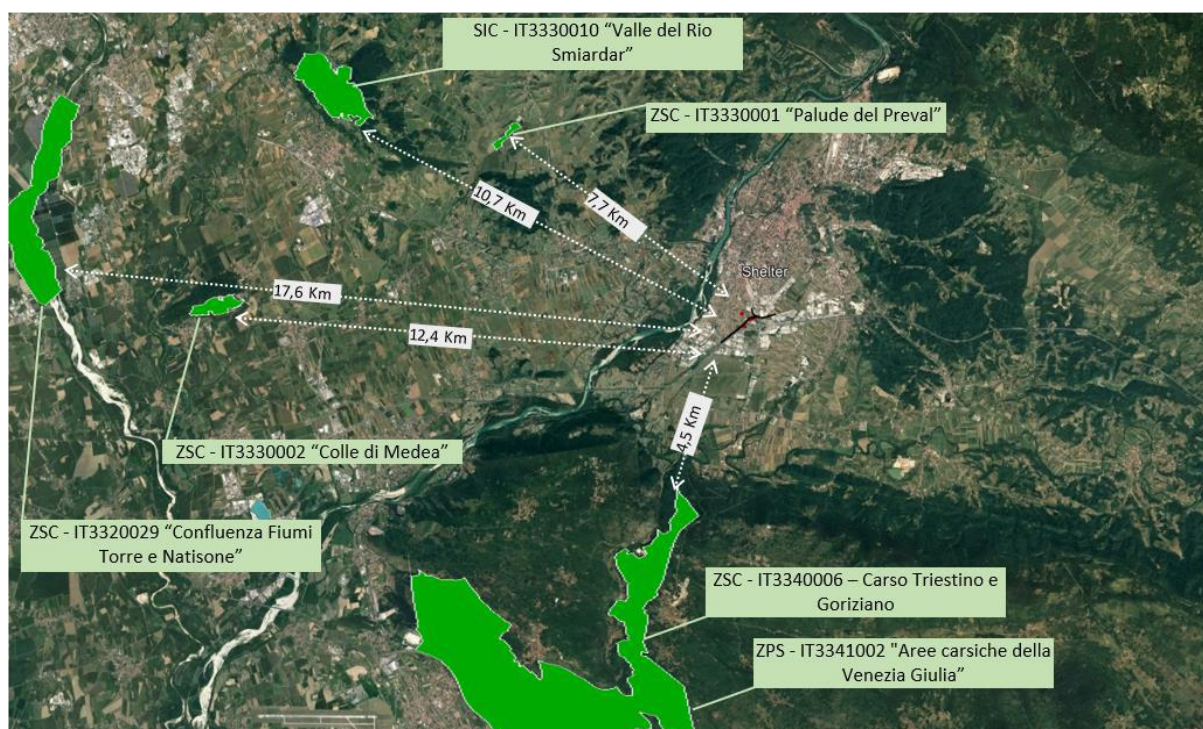 SIC - IT3330010 “Valle del Rio
Smiardar”
ZSC - IT3330001 “Palude del Preval”
10,7 Km
7,7 Km
Shelter
17,6 Km
12,4 Km
4,5 Km
ZSC - IT3330002 “Colle di Medea”
ZSC - IT3320029 “Confluenza Fiumi
Torre e Natisone”
ZSC - IT3340006 – Carso Triestino e
Goriziano
ZPS - IT3341002 "Aree carsiche della
Venezia Giulia”